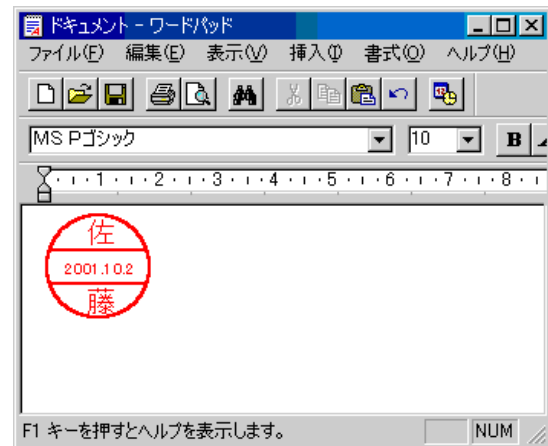 ドキュメント - ワードパッド
ファイル(F) 編集(E) 表示(V) 挿入(I) 書式(O) ヘルプ(H)
MS Pゴシック 10 B
1 2 3 4 5 6 7 8
佐
2001.10.2
藤
F1 キーを押すとヘルプを表示します。 NUM